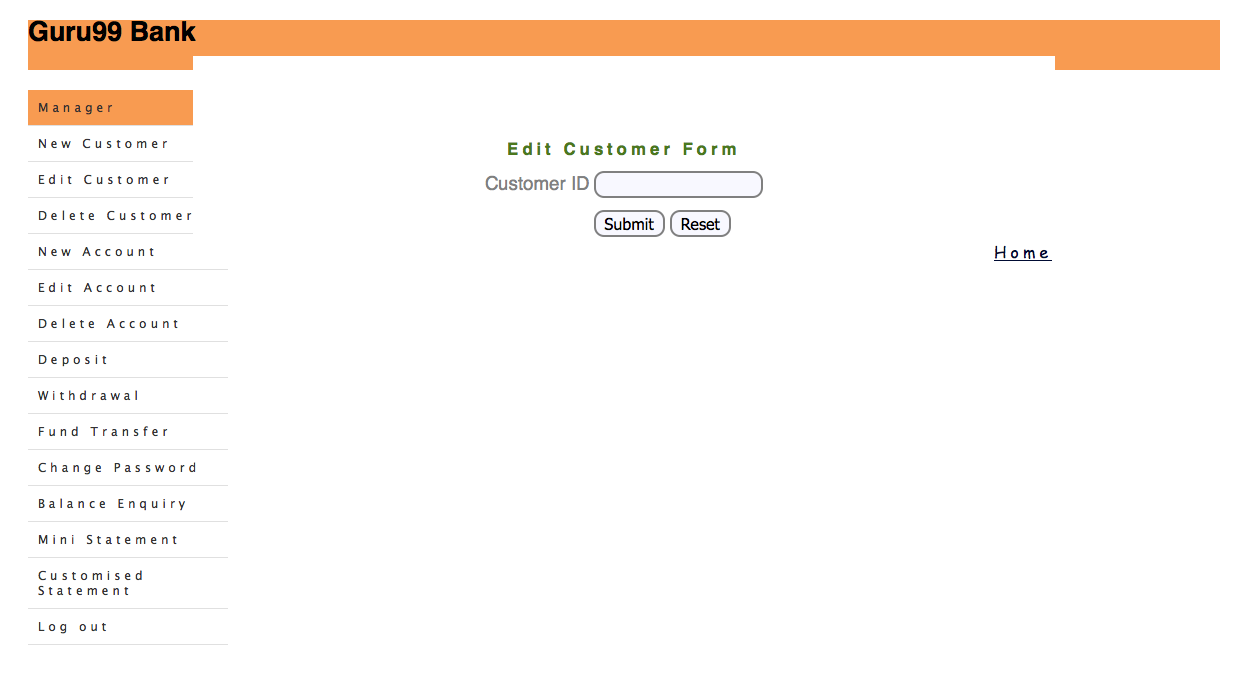 Guru99 Bank
Manager
New Customer
Edit Customer
Delete Customer
New Account
Edit Account
Delete Account
Deposit
Withdrawal
Fund Transfer
Change Password
Balance Enquiry
Mini Statement
Customised
Statement
Log out
Edit Customer Form
Customer ID
Submit Reset
Home